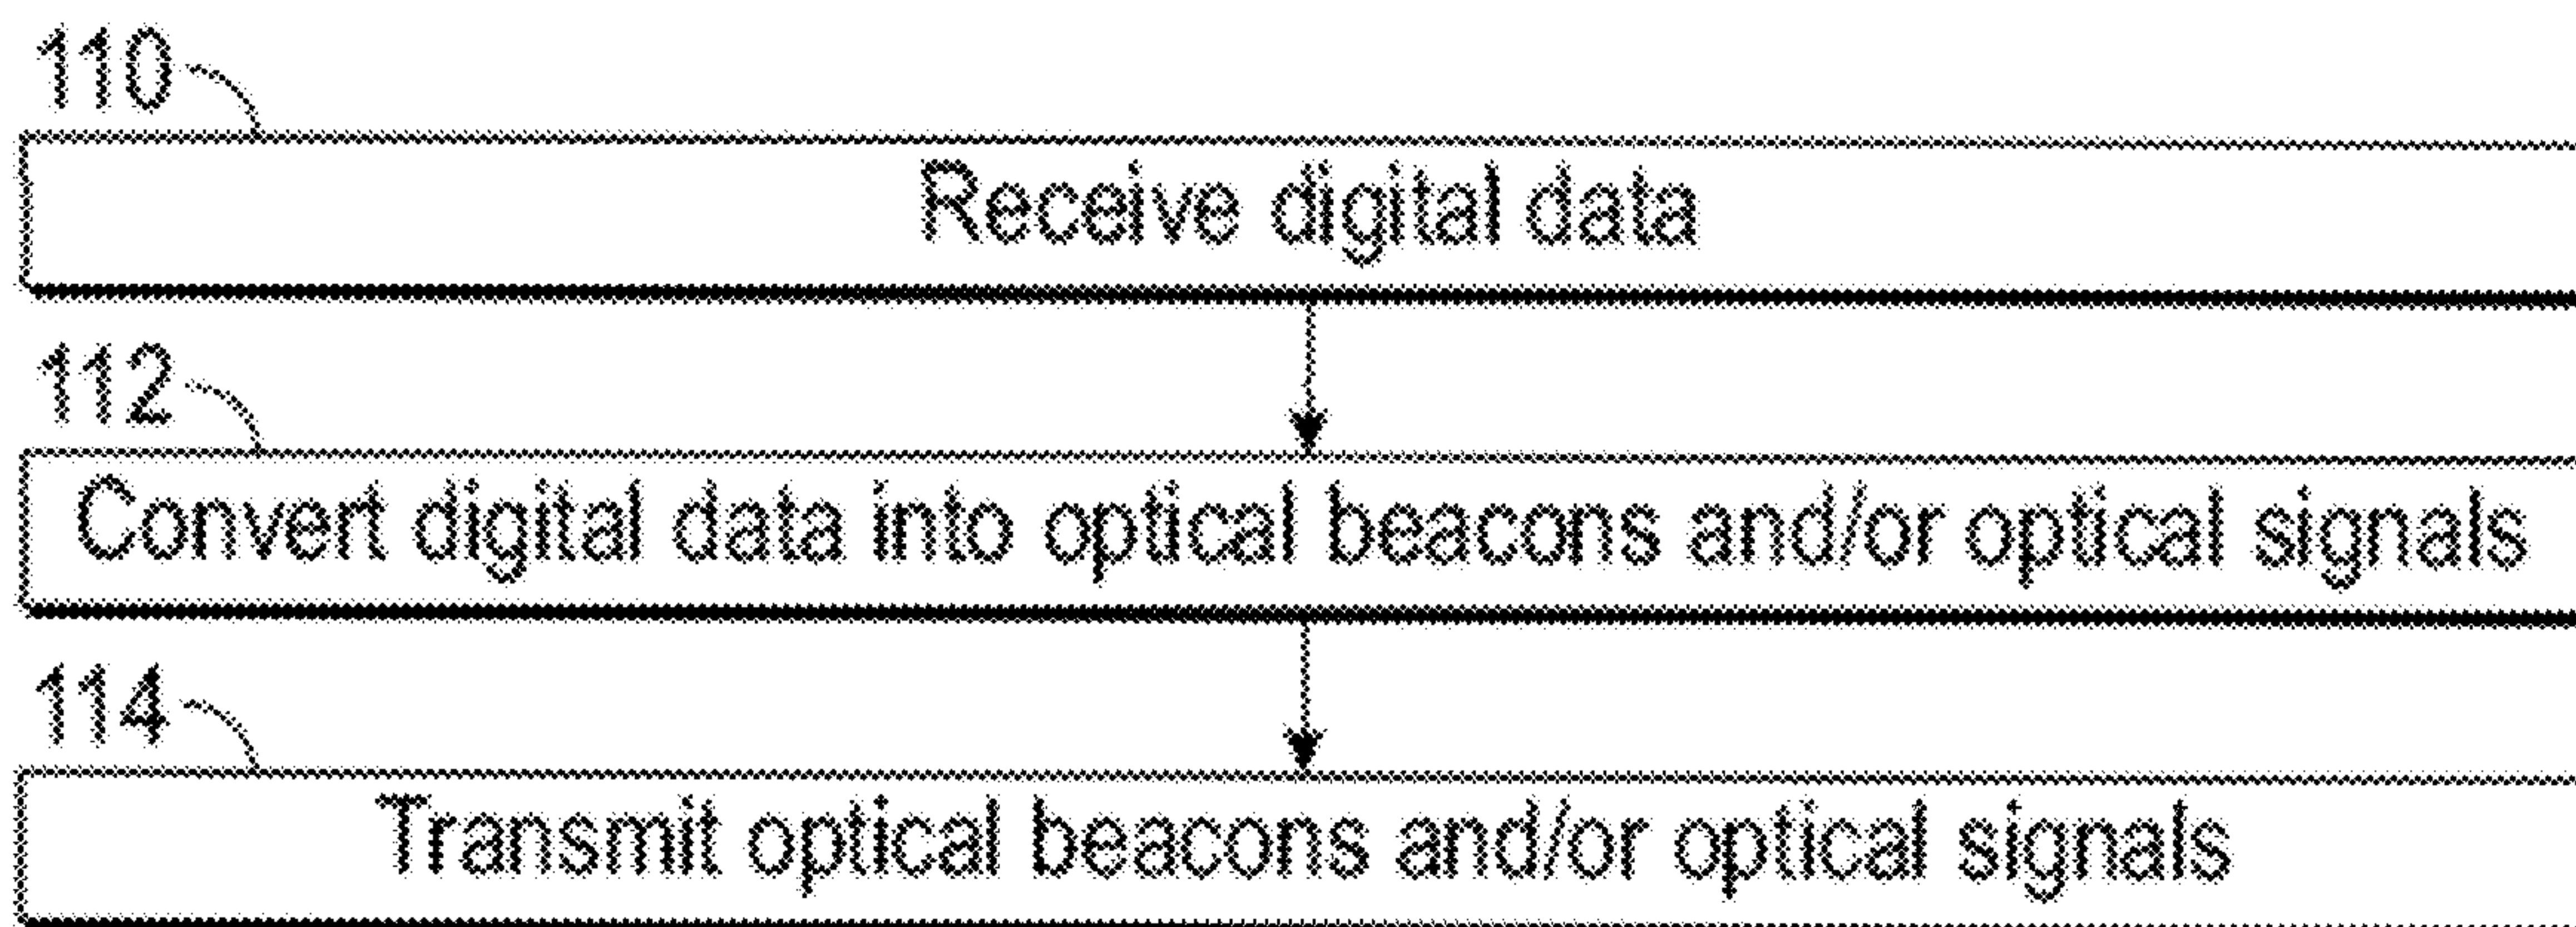 110
Receive digital data
112
Convert digital data into optical beacons and/or optical signals
114
Transmit optical beacons and/or optical signals